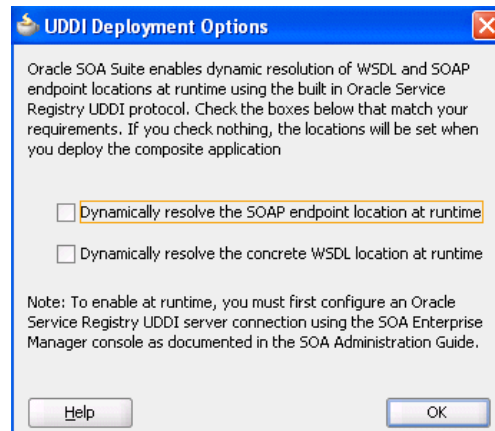 UDDI Deployment Options
Oracle SOA Suite enables dynamic resolution of WSDL and SOAP
endpoint locations at runtime using the built in Oracle Service
Registry UDDI protocol. Check the boxes below that match your
requirements. If you check nothing, the locations will be set when
you deploy the composite application
Dynamically resolve the SOAP endpoint location at runtime
Dynamically resolve the concrete WSDL location at runtime
Note: To enable at runtime, you must first configure an Oracle
Service Registry UDDI server connection using the SOA Enterprise
Manager console as documented in the SOA Administration Guide.
Help OK